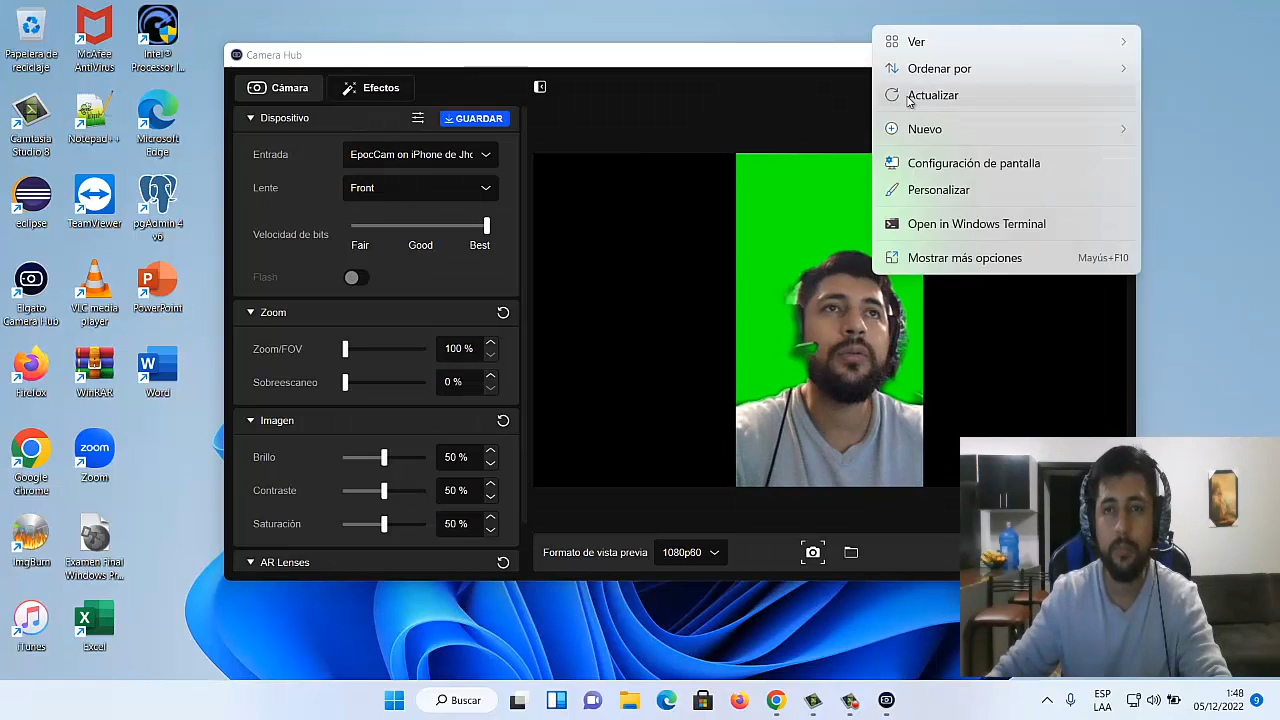 Papelera de
reciclaje
McAfee
AntiVirus
Intel®
Processor I...
Camtasia
Studio 8
Notepad++
Microsoft
Edge
eclipse
TeamViewer
pgAdmin 4
v6
Elgato
Camera Hub
VLC media
player
PowerPoint
Firefox
WinRAR
Word
Google
Chrome
zoom
Zoom
ImgBurn
Examen Final
Windows Pr...
iTunes
Excel
Camera Hub
Cámara
Efectos
Dispositivo
GUARDAR
Entrada
EpocCam on iPhone de Jhc
Lente
Front
Velocidad de bits
Fair Good Best
Flash
Zoom
Zoom/FOV
100 %
Sobreescaneo
0 %
Imagen
Brillo
50 %
Contraste
50 %
Saturación
50 %
AR Lenses
Formato de vista previa
1080p60
Ver
Ordenar por
Actualizar
Nuevo
Configuración de pantalla
Personalizar
Open in Windows Terminal
Mostrar más opciones
Mayús+F10
Buscar
ESP
LAA
1:48
05/12/2022
9